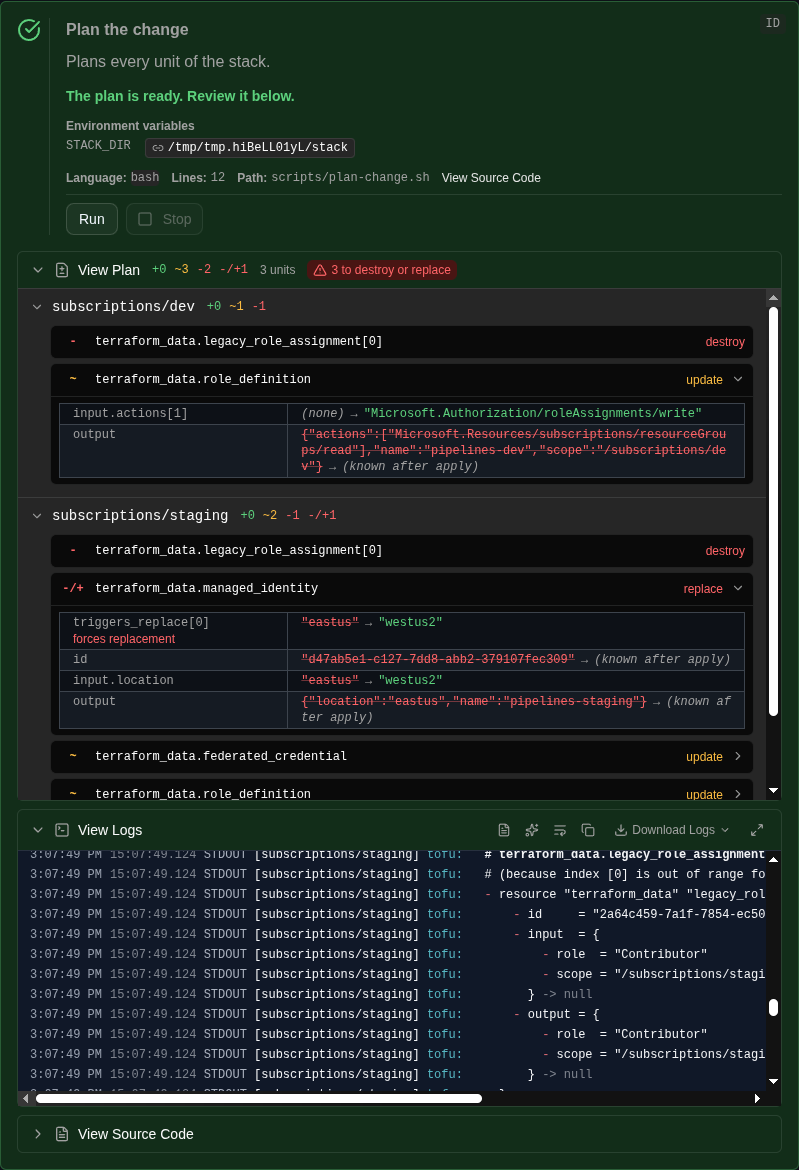 Plan the change
ID
Plans every unit of the stack.
The plan is ready. Review it below.
Environment variables
STACK_DIR /tmp/tmp.hiBeLL01yL/stack
Language: bash Lines: 12 Path: scripts/plan-change.sh View Source Code
Run Stop
View Plan +0 ~3 -2 -/+1 3 units 3 to destroy or replace
subscriptions/dev +0 ~1 -1
- terraform_data.legacy_role_assignment[0] destroy
~ terraform_data.role_definition update
input.actions[1] (none) → "Microsoft.Authorization/roleAssignments/write"
output {"actions":["Microsoft.Resources/subscriptions/resourceGrou
ps/read"],"name":"pipelines-dev","scope":"/subscriptions/de
v"} → (known after apply)
subscriptions/staging +0 ~2 -1 -/+1
- terraform_data.legacy_role_assignment[0] destroy
-/+ terraform_data.managed_identity replace
triggers_replace[0] "eastus" → "westus2"
forces replacement
id "d47ab5e1-c127-7dd8-abb2-379107fec309" → (known after apply)
input.location "eastus" → "westus2"
output {"location":"eastus","name":"pipelines-staging"} → (known af
ter apply)
~ terraform_data.federated_credential update
~ terraform_data.role_definition update
View Logs Download Logs
3:07:49 PM 15:07:49.124 STDOUT [subscriptions/staging] tofu: # terraform_data.legacy_role_assignment
3:07:49 PM 15:07:49.124 STDOUT [subscriptions/staging] tofu: # (because index [0] is out of range fo
3:07:49 PM 15:07:49.124 STDOUT [subscriptions/staging] tofu: - resource "terraform_data" "legacy_rol
3:07:49 PM 15:07:49.124 STDOUT [subscriptions/staging] tofu: - id = "2a64c459-7a1f-7854-ec50
3:07:49 PM 15:07:49.124 STDOUT [subscriptions/staging] tofu: - input = {
3:07:49 PM 15:07:49.124 STDOUT [subscriptions/staging] tofu: - role = "Contributor"
3:07:49 PM 15:07:49.124 STDOUT [subscriptions/staging] tofu: - scope = "/subscriptions/stagi
3:07:49 PM 15:07:49.124 STDOUT [subscriptions/staging] tofu: } -> null
3:07:49 PM 15:07:49.124 STDOUT [subscriptions/staging] tofu: - output = {
3:07:49 PM 15:07:49.124 STDOUT [subscriptions/staging] tofu: - role = "Contributor"
3:07:49 PM 15:07:49.124 STDOUT [subscriptions/staging] tofu: - scope = "/subscriptions/stagi
3:07:49 PM 15:07:49.124 STDOUT [subscriptions/staging] tofu: } -> null
View Source Code